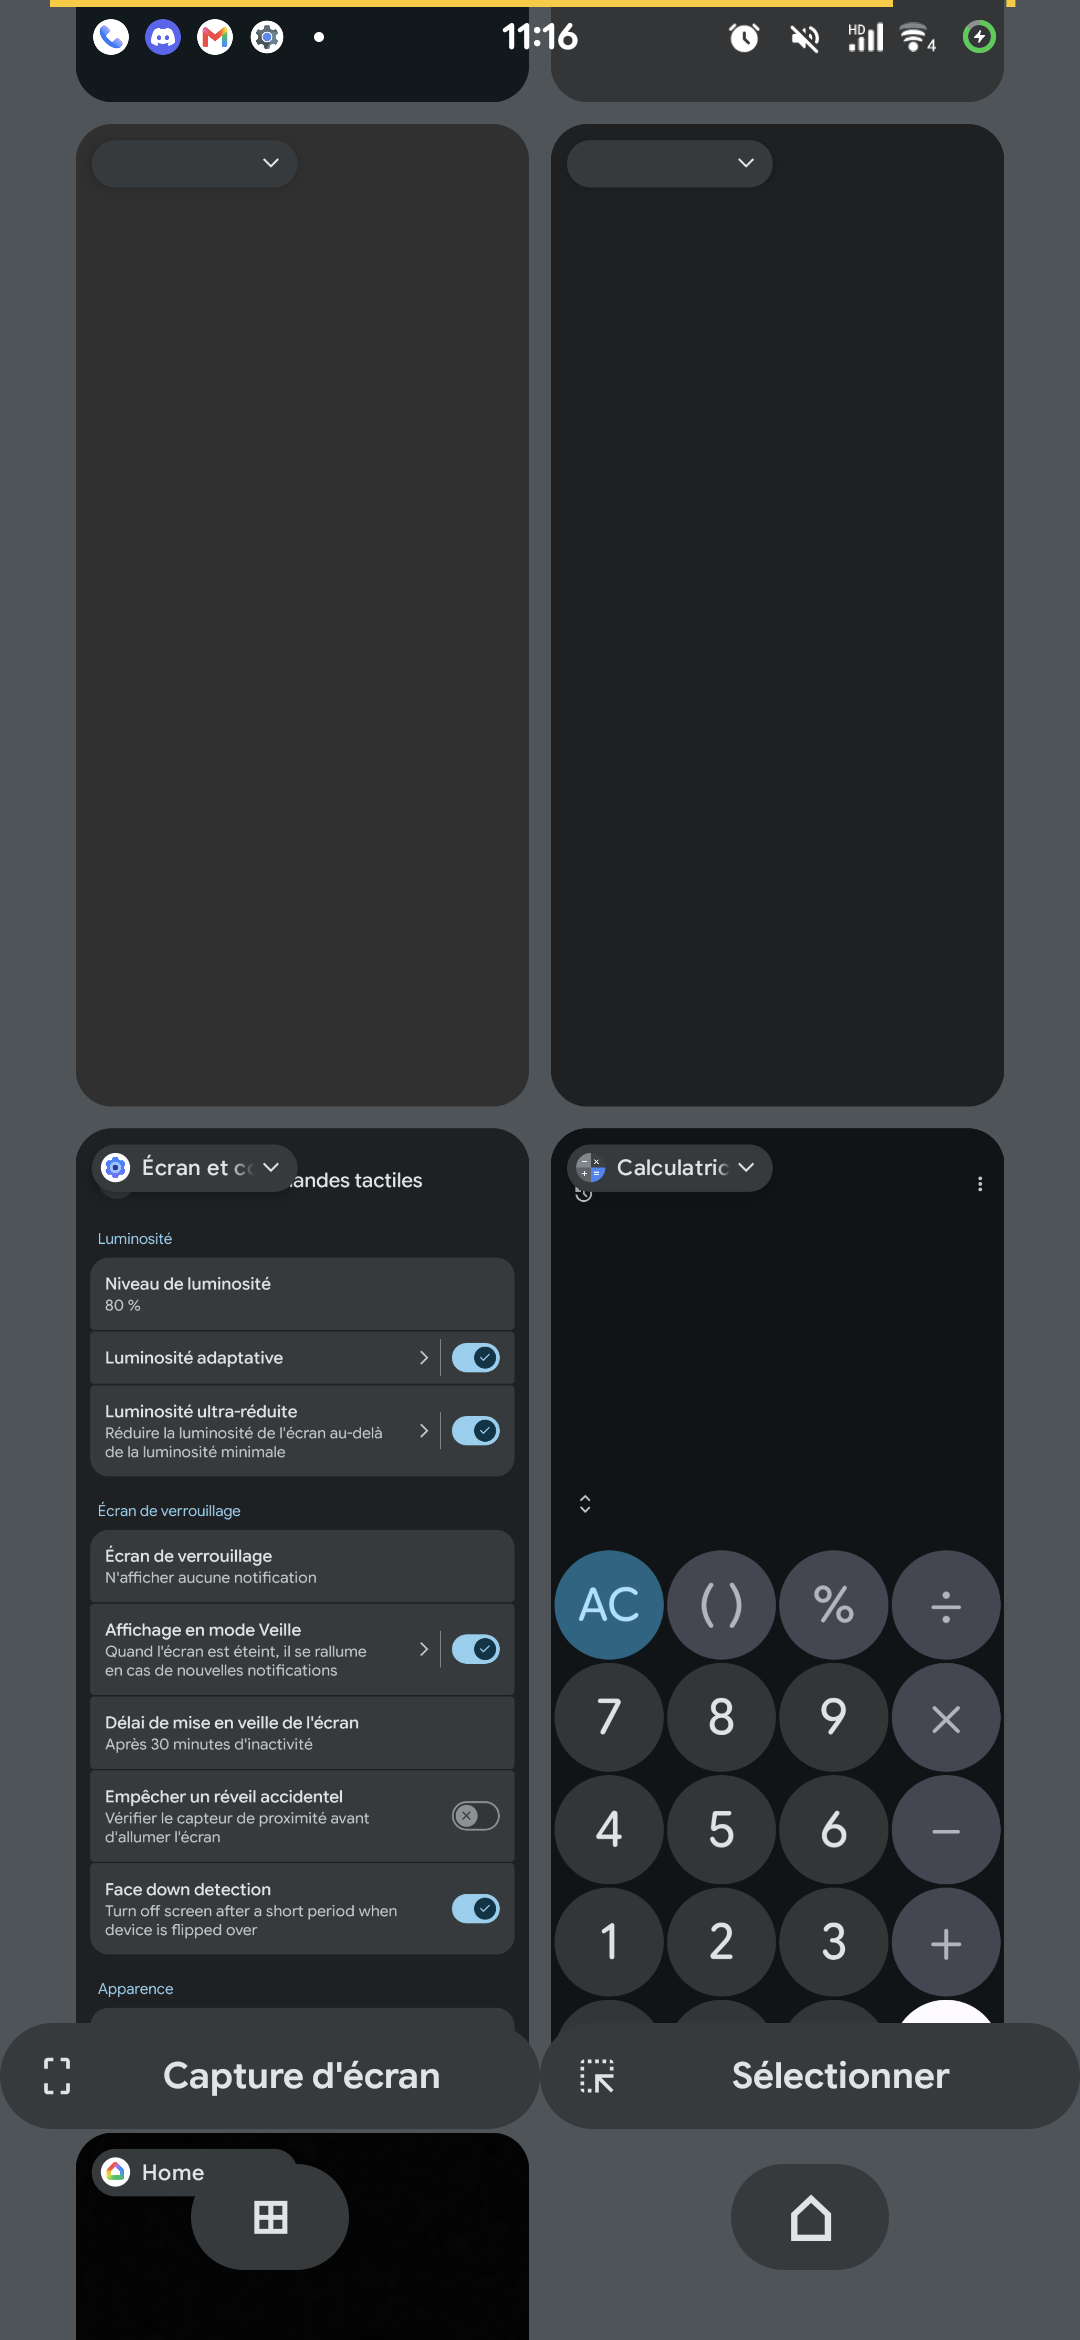 11:16
HD
4
Écran et c
andes tactiles
Calculatric
Luminosité
Niveau de luminosité
80 %
Luminosité adaptative
Luminosité ultra-réduite
Réduire la luminosité de l'écran au-delà
de la luminosité minimale
Écran de verrouillage
Écran de verrouillage
N'afficher aucune notification
Affichage en mode Veille
Quand l'écran est éteint, il se rallume
en cas de nouvelles notifications
Délai de mise en veille de l'écran
Après 30 minutes d'inactivité
Empêcher un réveil accidentel
Vérifier le capteur de proximité avant
d'allumer l'écran
Face down detection
Turn off screen after a short period when
device is flipped over
Apparence
AC ( ) % ÷
7 8 9 ×
4 5 6 −
1 2 3 +
Capture d'écran
Sélectionner
Home